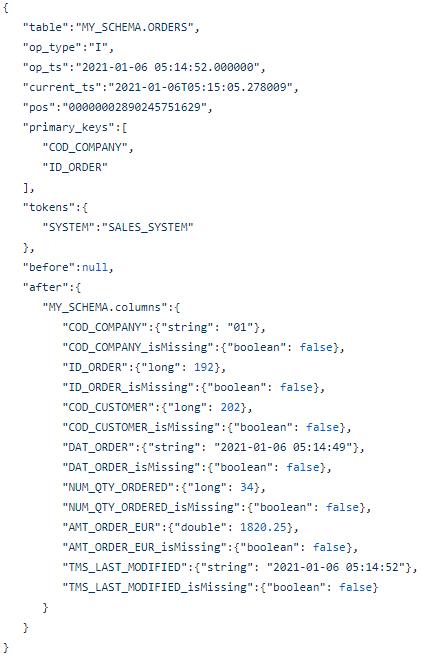 {
"table":"MY_SCHEMA.ORDERS",
"op_type":"I",
"op_ts":"2021-01-06 05:14:52.000000",
"current_ts":"2021-01-06T05:15:05.278009",
"pos":"00000002890245751629",
"primary_keys":[
"COD_COMPANY",
"ID_ORDER"
],
"tokens":{
"SYSTEM":"SALES_SYSTEM"
},
"before":null,
"after":{
"MY_SCHEMA.columns":{
"COD_COMPANY":{"string": "01"},
"COD_COMPANY_isMissing":{"boolean": false},
"ID_ORDER":{"long": 192},
"ID_ORDER_isMissing":{"boolean": false},
"COD_CUSTOMER":{"long": 202},
"COD_CUSTOMER_isMissing":{"boolean": false},
"DAT_ORDER":{"string": "2021-01-06 05:14:49"},
"DAT_ORDER_isMissing":{"boolean": false},
"NUM_QTY_ORDERED":{"long": 34},
"NUM_QTY_ORDERED_isMissing":{"boolean": false},
"AMT_ORDER_EUR":{"double": 1820.25},
"AMT_ORDER_EUR_isMissing":{"boolean": false},
"TMS_LAST_MODIFIED":{"string": "2021-01-06 05:14:52"},
"TMS_LAST_MODIFIED_isMissing":{"boolean": false}
}
}
}